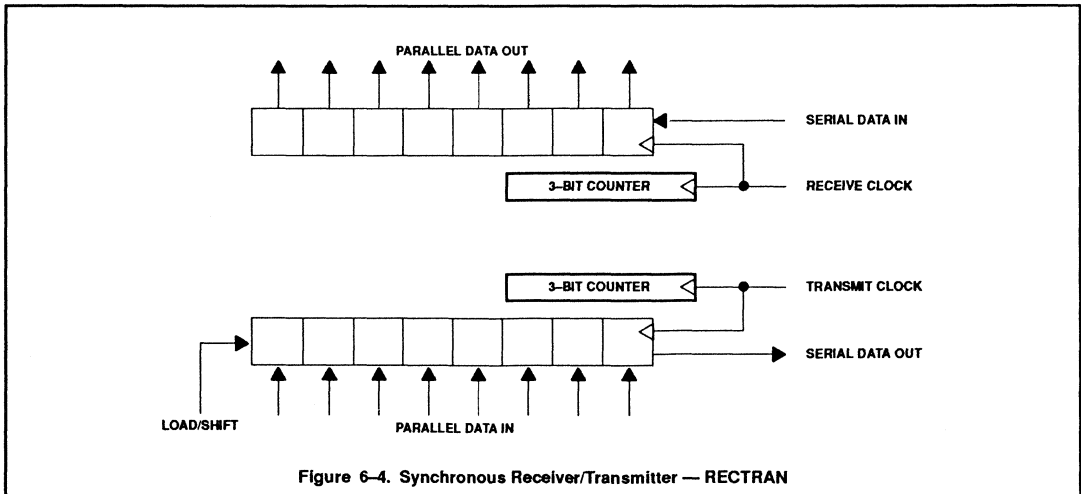 PARALLEL DATA OUT
SERIAL DATA IN
3–BIT COUNTER
RECEIVE CLOCK
3–BIT COUNTER
TRANSMIT CLOCK
SERIAL DATA OUT
LOAD/SHIFT
PARALLEL DATA IN
Figure 6–4. Synchronous Receiver/Transmitter — RECTRAN